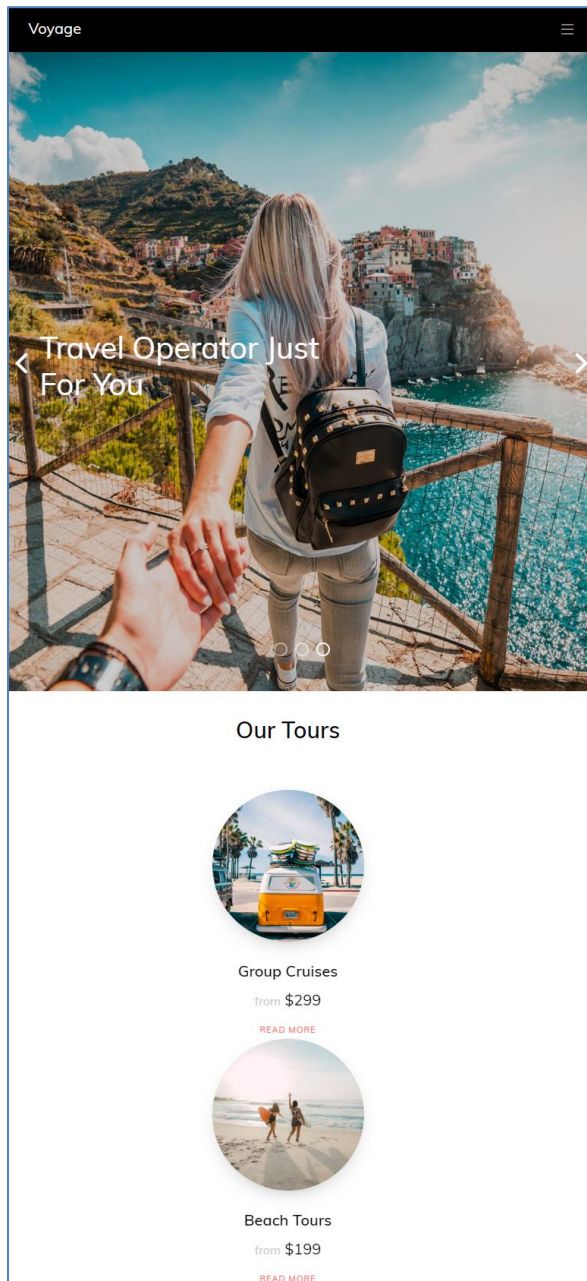 Voyage
Travel Operator Just
For You
Our Tours
Group Cruises
from $299
READ MORE
Beach Tours
from $199
READ MORE